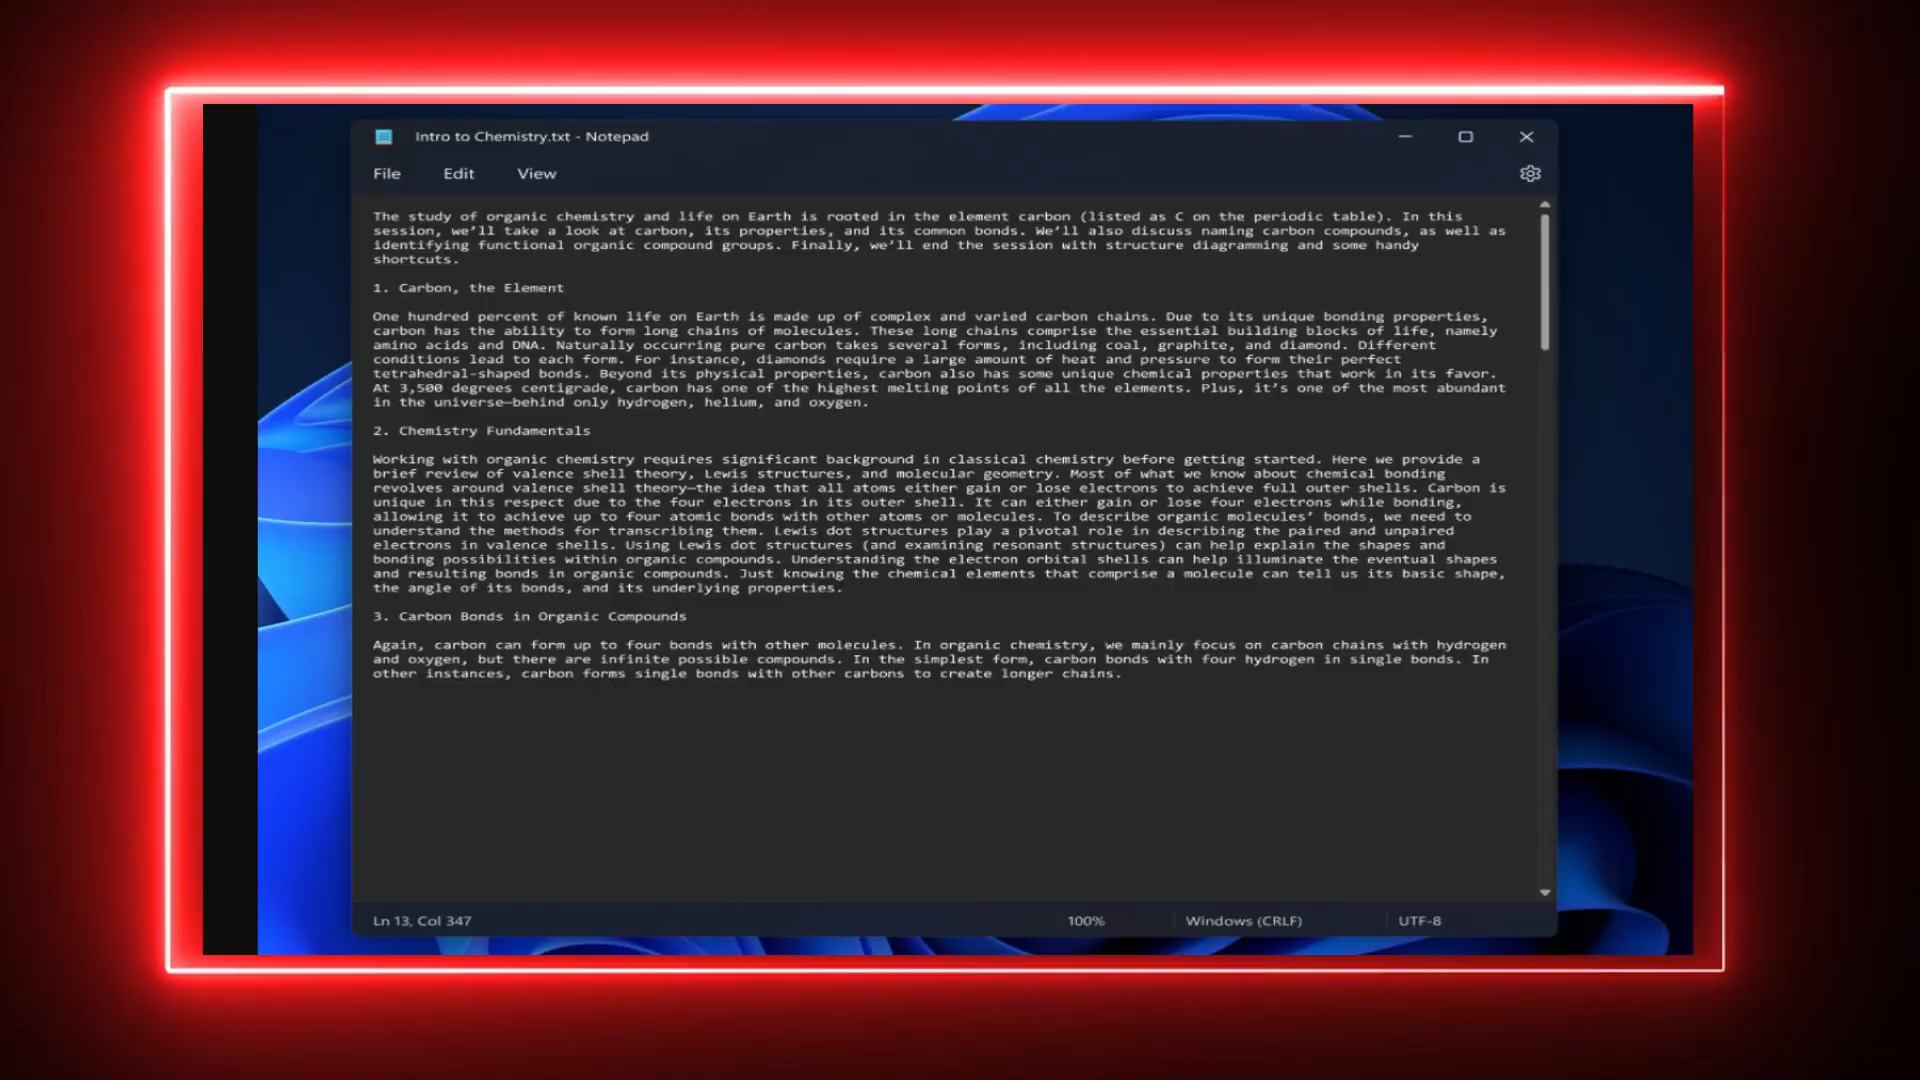 Intro to Chemistry.txt - Notepad
File Edit View
The study of organic chemistry and life on Earth is rooted in the element carbon (listed as C on the periodic table). In this
session, we’ll take a look at carbon, its properties, and its common bonds. We’ll also discuss naming carbon compounds, as well as
identifying functional organic compound groups. Finally, we’ll end the session with structure diagramming and some handy
shortcuts.
1. Carbon, the Element
One hundred percent of known life on Earth is made up of complex and varied carbon chains. Due to its unique bonding properties,
carbon has the ability to form long chains of molecules. These long chains comprise the essential building blocks of life, namely
amino acids and DNA. Naturally occurring pure carbon takes several forms, including coal, graphite, and diamond. Different
conditions lead to each form. For instance, diamonds require a large amount of heat and pressure to form their perfect
tetrahedral-shaped bonds. Beyond its physical properties, carbon also has some unique chemical properties that work in its favor.
At 3,500 degrees centigrade, carbon has one of the highest melting points of all the elements. Plus, it’s one of the most abundant
in the universe—behind only hydrogen, helium, and oxygen.
2. Chemistry Fundamentals
Working with organic chemistry requires significant background in classical chemistry before getting started. Here we provide a
brief review of valence shell theory, Lewis structures, and molecular geometry. Most of what we know about chemical bonding
revolves around valence shell theory—the idea that all atoms either gain or lose electrons to achieve full outer shells. Carbon is
unique in this respect due to the four electrons in its outer shell. It can either gain or lose four electrons while bonding,
allowing it to achieve up to four atomic bonds with other atoms or molecules. To describe organic molecules’ bonds, we need to
understand the methods for transcribing them. Lewis dot structures play a pivotal role in describing the paired and unpaired
electrons in valence shells. Using Lewis dot structures (and examining resonant structures) can help explain the shapes and
bonding possibilities within organic compounds. Understanding the electron orbital shells can help illuminate the eventual shapes
and resulting bonds in organic compounds. Just knowing the chemical elements that comprise a molecule can tell us its basic shape,
the angle of its bonds, and its underlying properties.
3. Carbon Bonds in Organic Compounds
Again, carbon can form up to four bonds with other molecules. In organic chemistry, we mainly focus on carbon chains with hydrogen
and oxygen, but there are infinite possible compounds. In the simplest form, carbon bonds with four hydrogen in single bonds. In
other instances, carbon forms single bonds with other carbons to create longer chains.
Ln 13, Col 347 100% Windows (CRLF) UTF-8